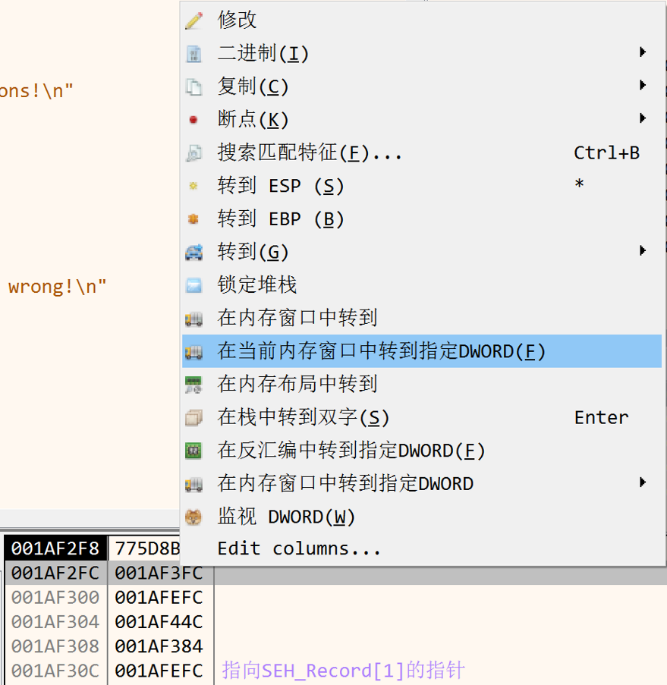 ons!\n"
wrong!\n"
修改
二进制(I)
复制(C)
断点(K)
搜索匹配特征(F)... Ctrl+B
转到 ESP (S) *
转到 EBP (B)
转到(G)
锁定堆栈
在内存窗口中转到
在当前内存窗口中转到指定DWORD(F)
在内存布局中转到
在栈中转到双字(S) Enter
在反汇编中转到指定DWORD(F)
在内存窗口中转到指定DWORD
监视 DWORD(W)
Edit columns...
001AF2F8 775D8B
001AF2FC 001AF3FC
001AF300 001AFEFC
001AF304 001AF44C
001AF308 001AF384
001AF30C 001AFEFC 指向SEH_Record[1]的指针